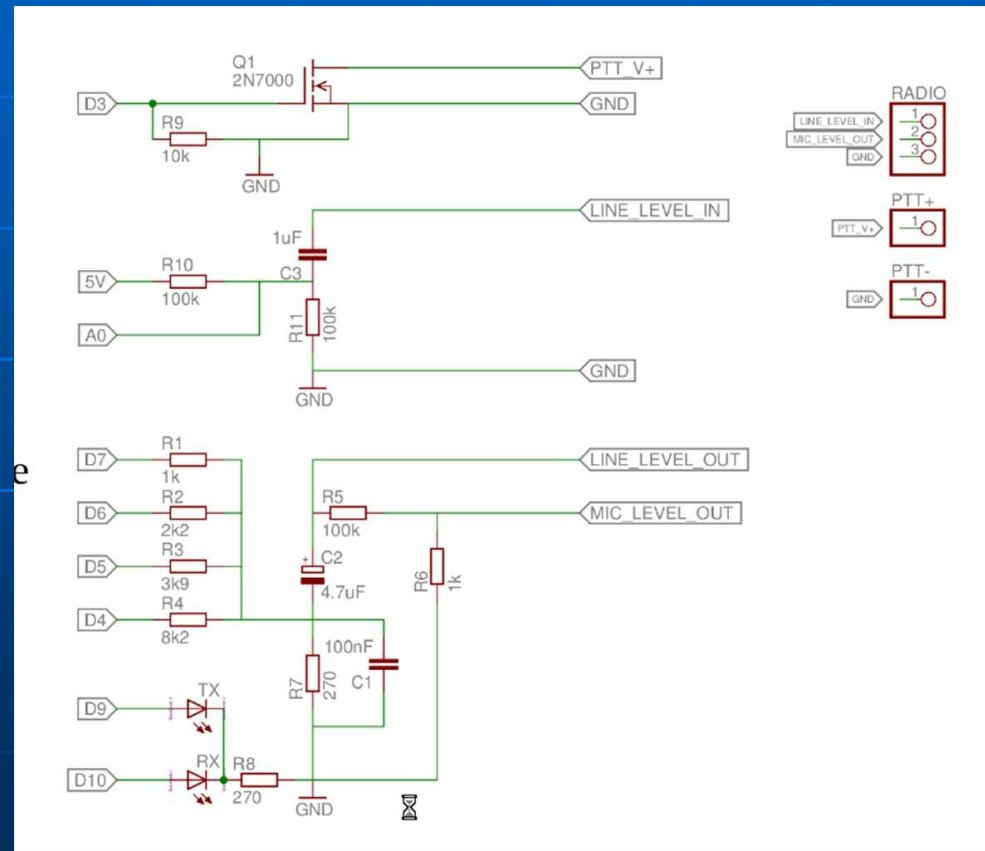 Q1
2N7000
PTT_V+
D3
GND
R9
10k
GND
LINE_LEVEL_IN
1uF
C3
5V
R10
100k
A0
R11
100k
GND
GND
RADIO
LINE_LEVEL_IN
1
MIC_LEVEL_OUT
2
GND
3
PTT+
PTT_V+
1
PTT-
GND
1
e
D7
R1
1k
LINE_LEVEL_OUT
D6
R2
2k2
R5
100k
MIC_LEVEL_OUT
D5
R3
3k9
C2
+
4.7uF
R6
1k
D4
R4
8k2
100nF
C1
R7
270
D9
TX
D10
RX
R8
270
GND